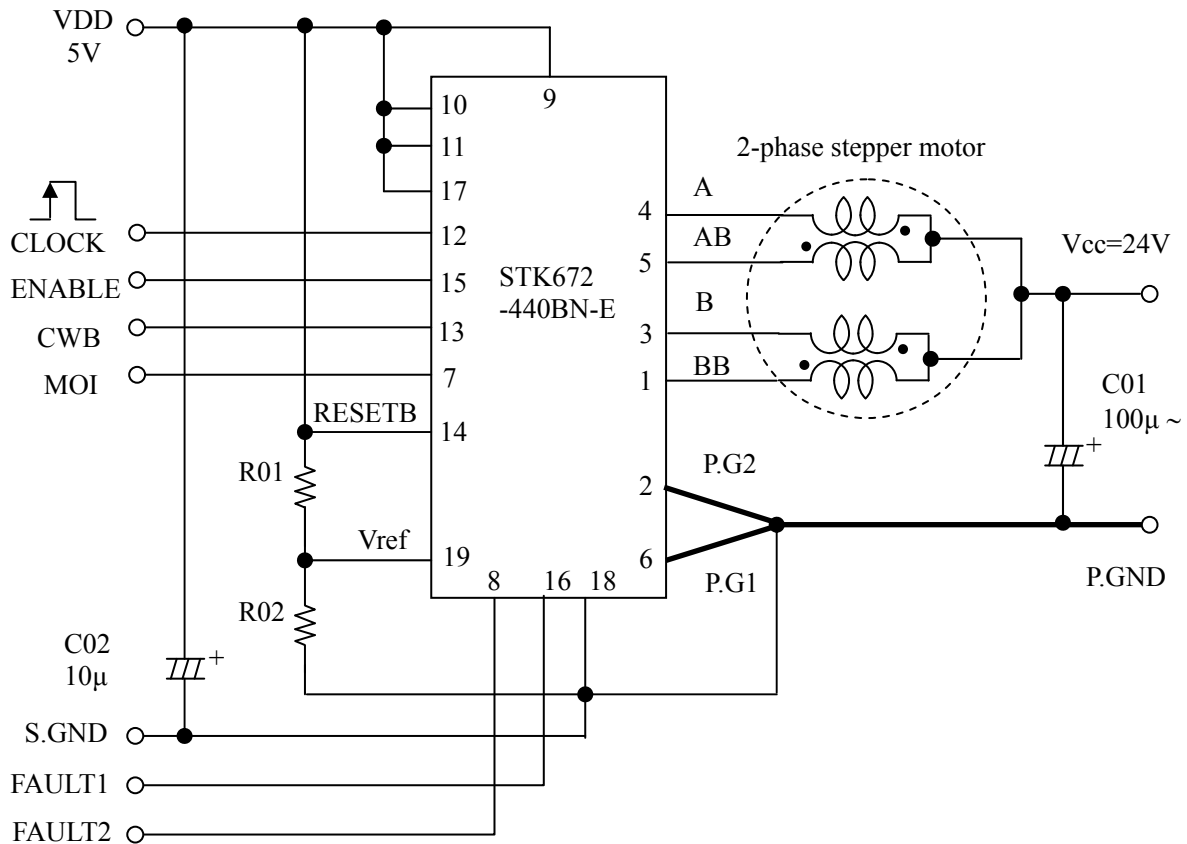 VDD
5V
9
10
11
17
CLOCK
12
ENABLE
15
CWB
13
MOI
7
RESETB
14
R01
Vref
19
R02
8
16
18
STK672
-440BN-E
2-phase stepper motor
A
4
AB
5
B
3
BB
1
Vcc=24V
C01
100μ ~
+
P.G2
2
6
P.G1
P.GND
C02
10μ
+
S.GND
FAULT1
FAULT2